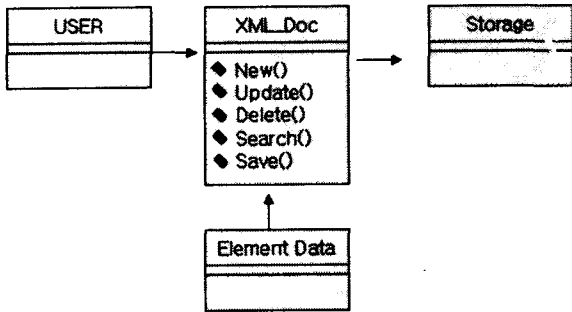 USER
XML_Doc
Storage
New()
Update()
Delete()
Search()
Save()
Element Data